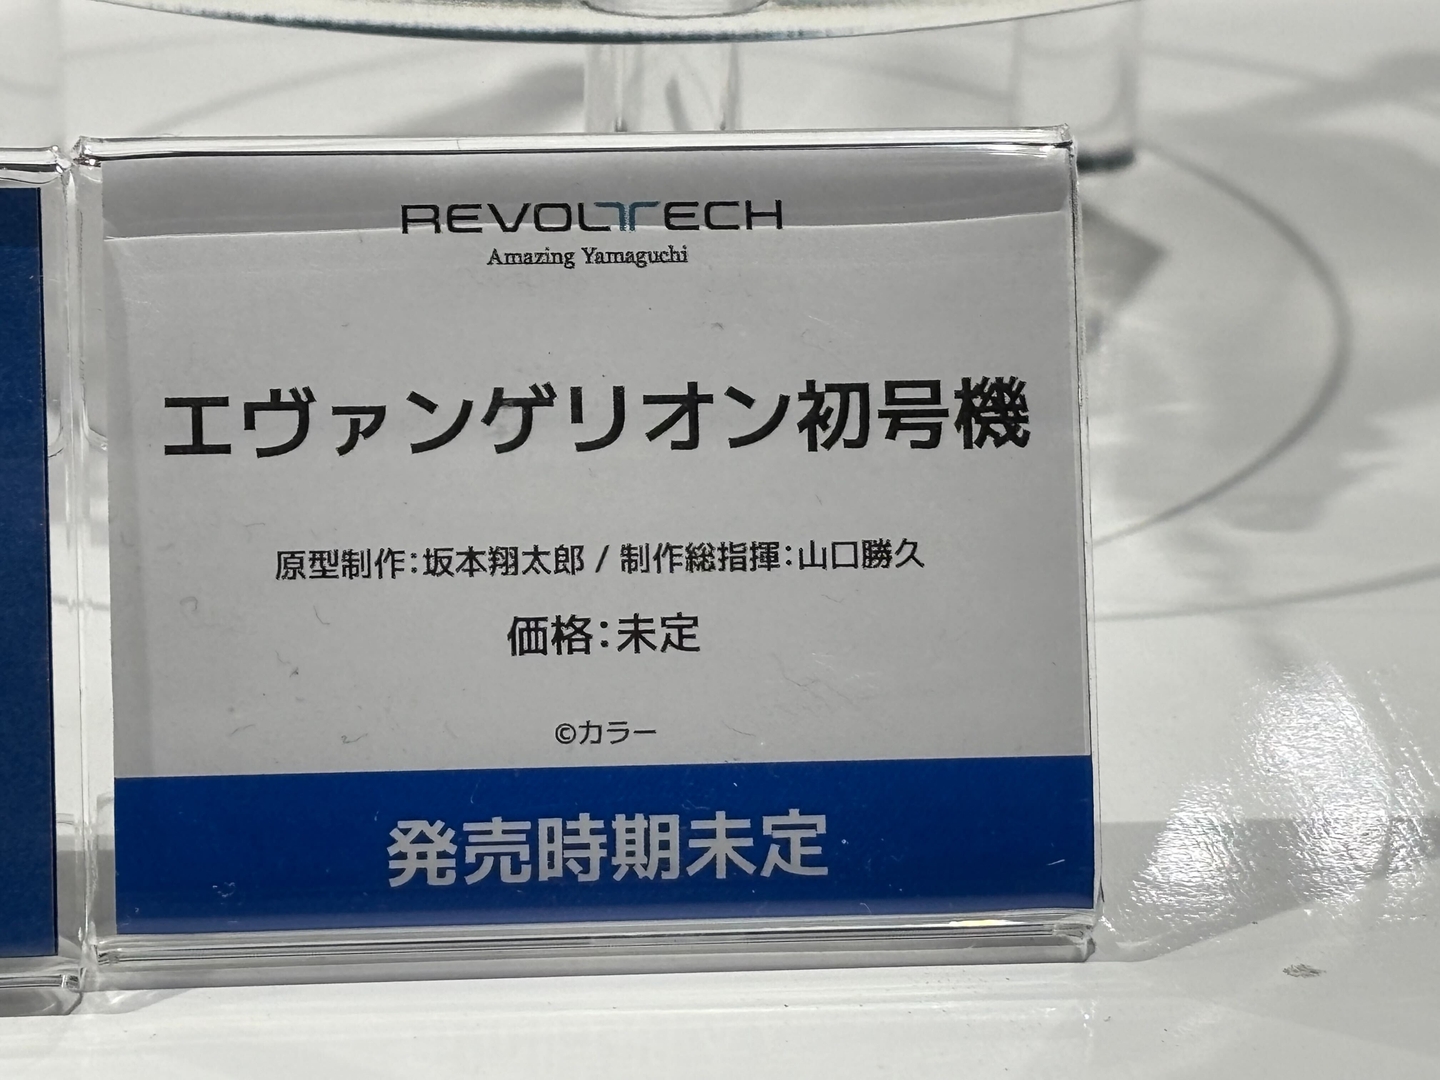 REVOLTECH
Amazing Yamaguchi
エヴァンゲリオン初号機
原型制作:坂本翔太郎 / 制作総指揮:山口勝久
価格:未定
©カラー
発売時期未定